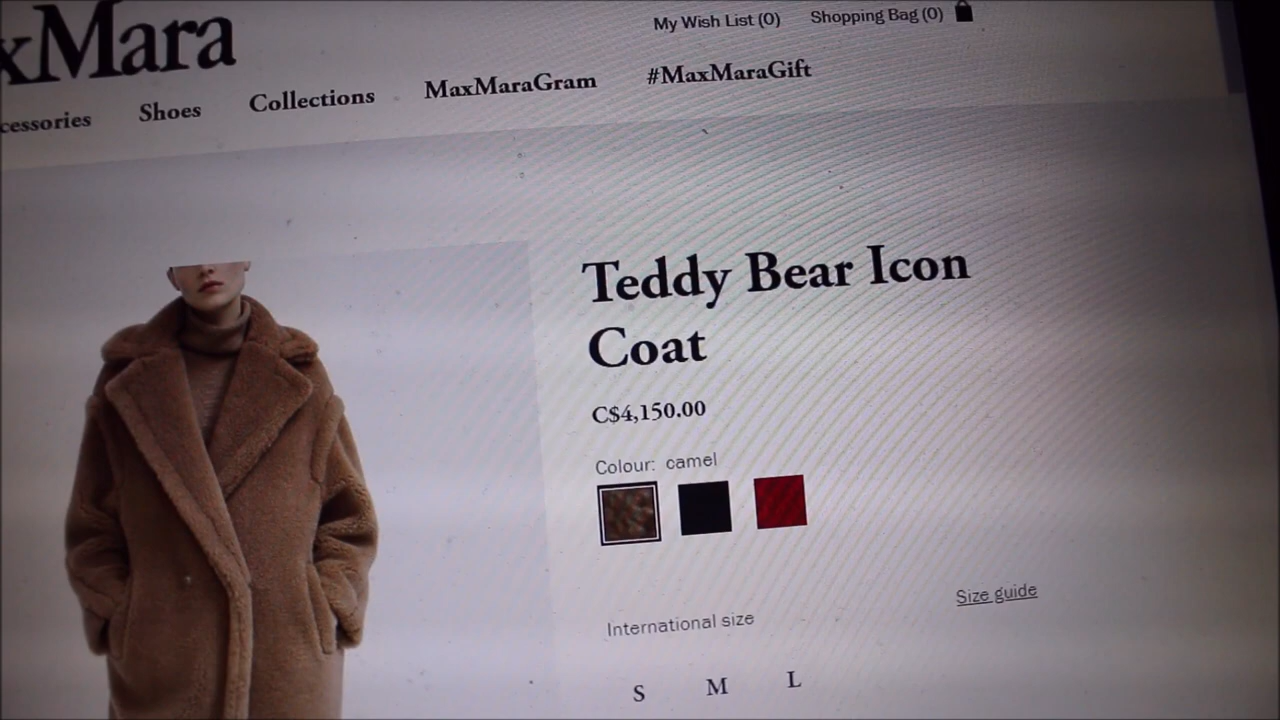 xMara
My Wish List (0) Shopping Bag (0)
cessories Shoes Collections MaxMaraGram #MaxMaraGift
Teddy Bear Icon
Coat
C$4,150.00
Colour: camel
Size guide
International size
S M L